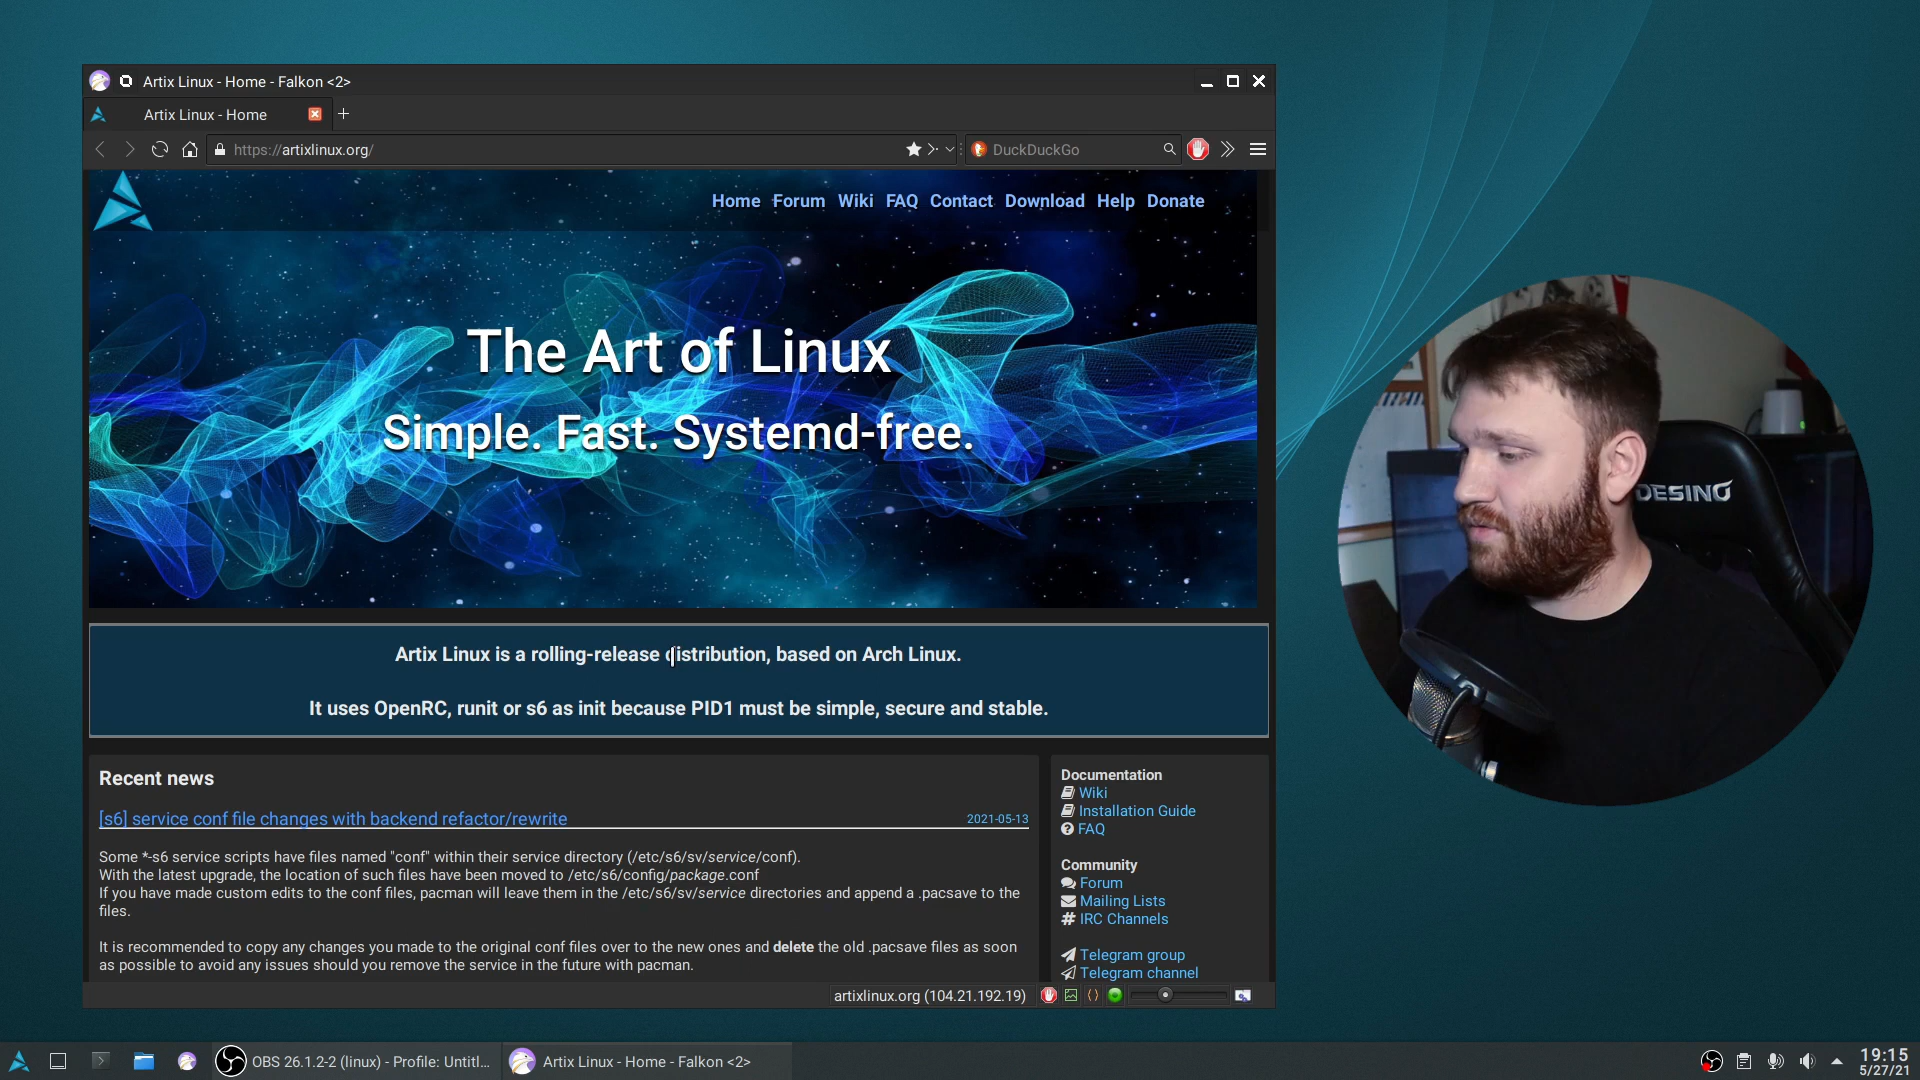 Artix Linux - Home - Falkon <2>
Artix Linux - Home
https://artixlinux.org/
DuckDuckGo
Home Forum Wiki FAQ Contact Download Help Donate
The Art of Linux
Simple. Fast. Systemd-free.
Artix Linux is a rolling-release distribution, based on Arch Linux.
It uses OpenRC, runit or s6 as init because PID1 must be simple, secure and stable.
Recent news
[s6] service conf file changes with backend refactor/rewrite
2021-05-13
Some *-s6 service scripts have files named "conf" within their service directory (/etc/s6/sv/service/conf).
With the latest upgrade, the location of such files have been moved to /etc/s6/config/package.conf
If you have made custom edits to the conf files, pacman will leave them in the /etc/s6/sv/service directories and append a .pacsave to the
files.
It is recommended to copy any changes you made to the original conf files over to the new ones and delete the old .pacsave files as soon
as possible to avoid any issues should you remove the service in the future with pacman.
Documentation
Wiki
Installation Guide
FAQ
Community
Forum
Mailing Lists
IRC Channels
Telegram group
Telegram channel
artixlinux.org (104.21.192.19)
DESINO
OBS 26.1.2-2 (linux) - Profile: Untitl...
Artix Linux - Home - Falkon <2>
19:15
5/27/21